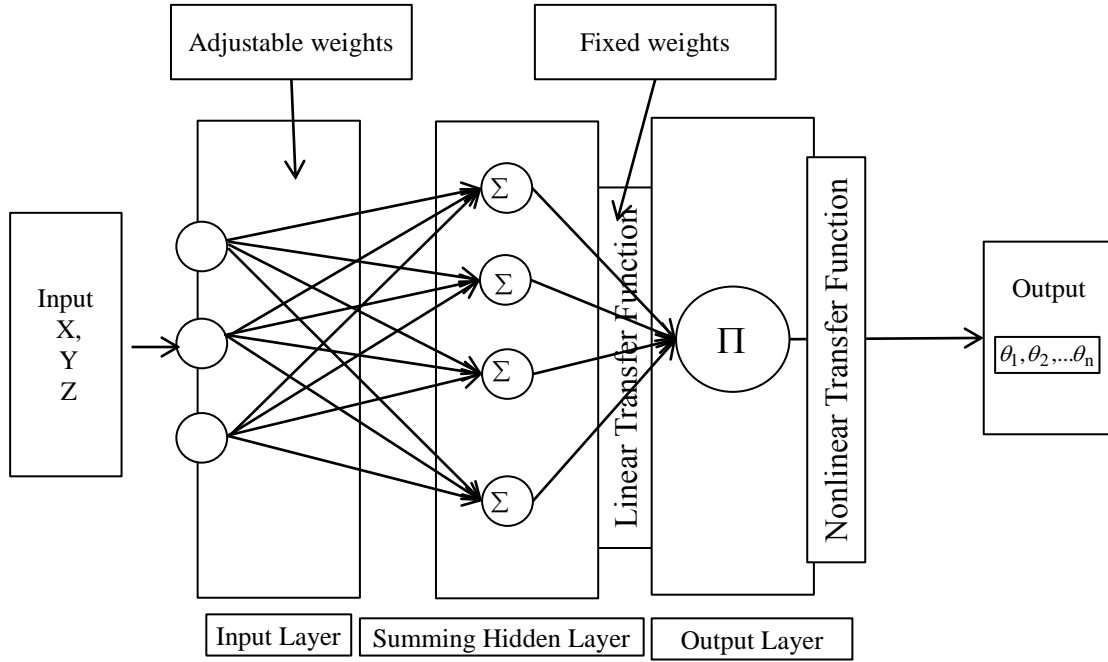 Adjustable weights
Fixed weights
Input
X,
Y
Z
Σ
Σ
Σ
Σ
Linear Transfer Function
Π
Nonlinear Transfer Function
Output
θ₁,θ₂,...θₙ
Input Layer
Summing Hidden Layer
Output Layer